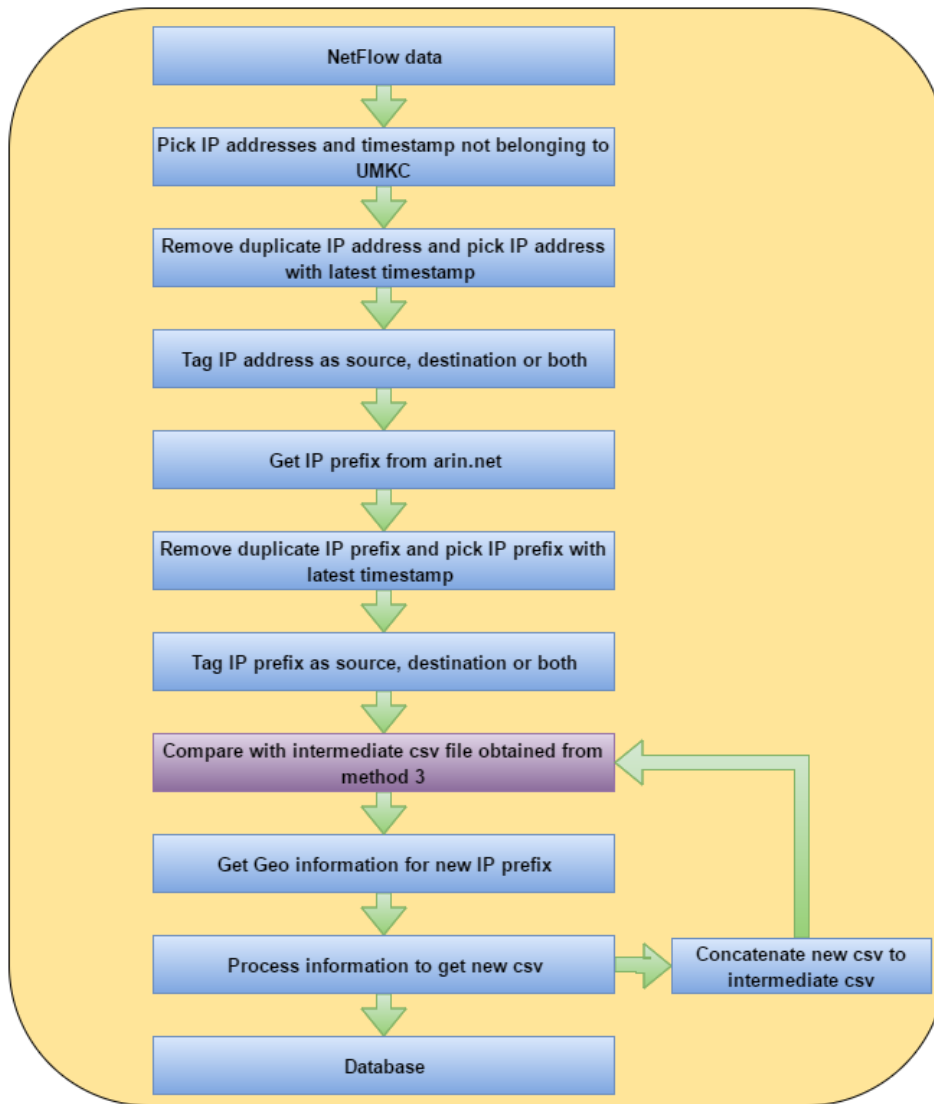 NetFlow data
Pick IP addresses and timestamp not belonging to
UMKC
Remove duplicate IP address and pick IP address
with latest timestamp
Tag IP address as source, destination or both
Get IP prefix from arin.net
Remove duplicate IP prefix and pick IP prefix with
latest timestamp
Tag IP prefix as source, destination or both
Compare with intermediate csv file obtained from
method 3
Get Geo information for new IP prefix
Process information to get new csv
Concatenate new csv to
intermediate csv
Database